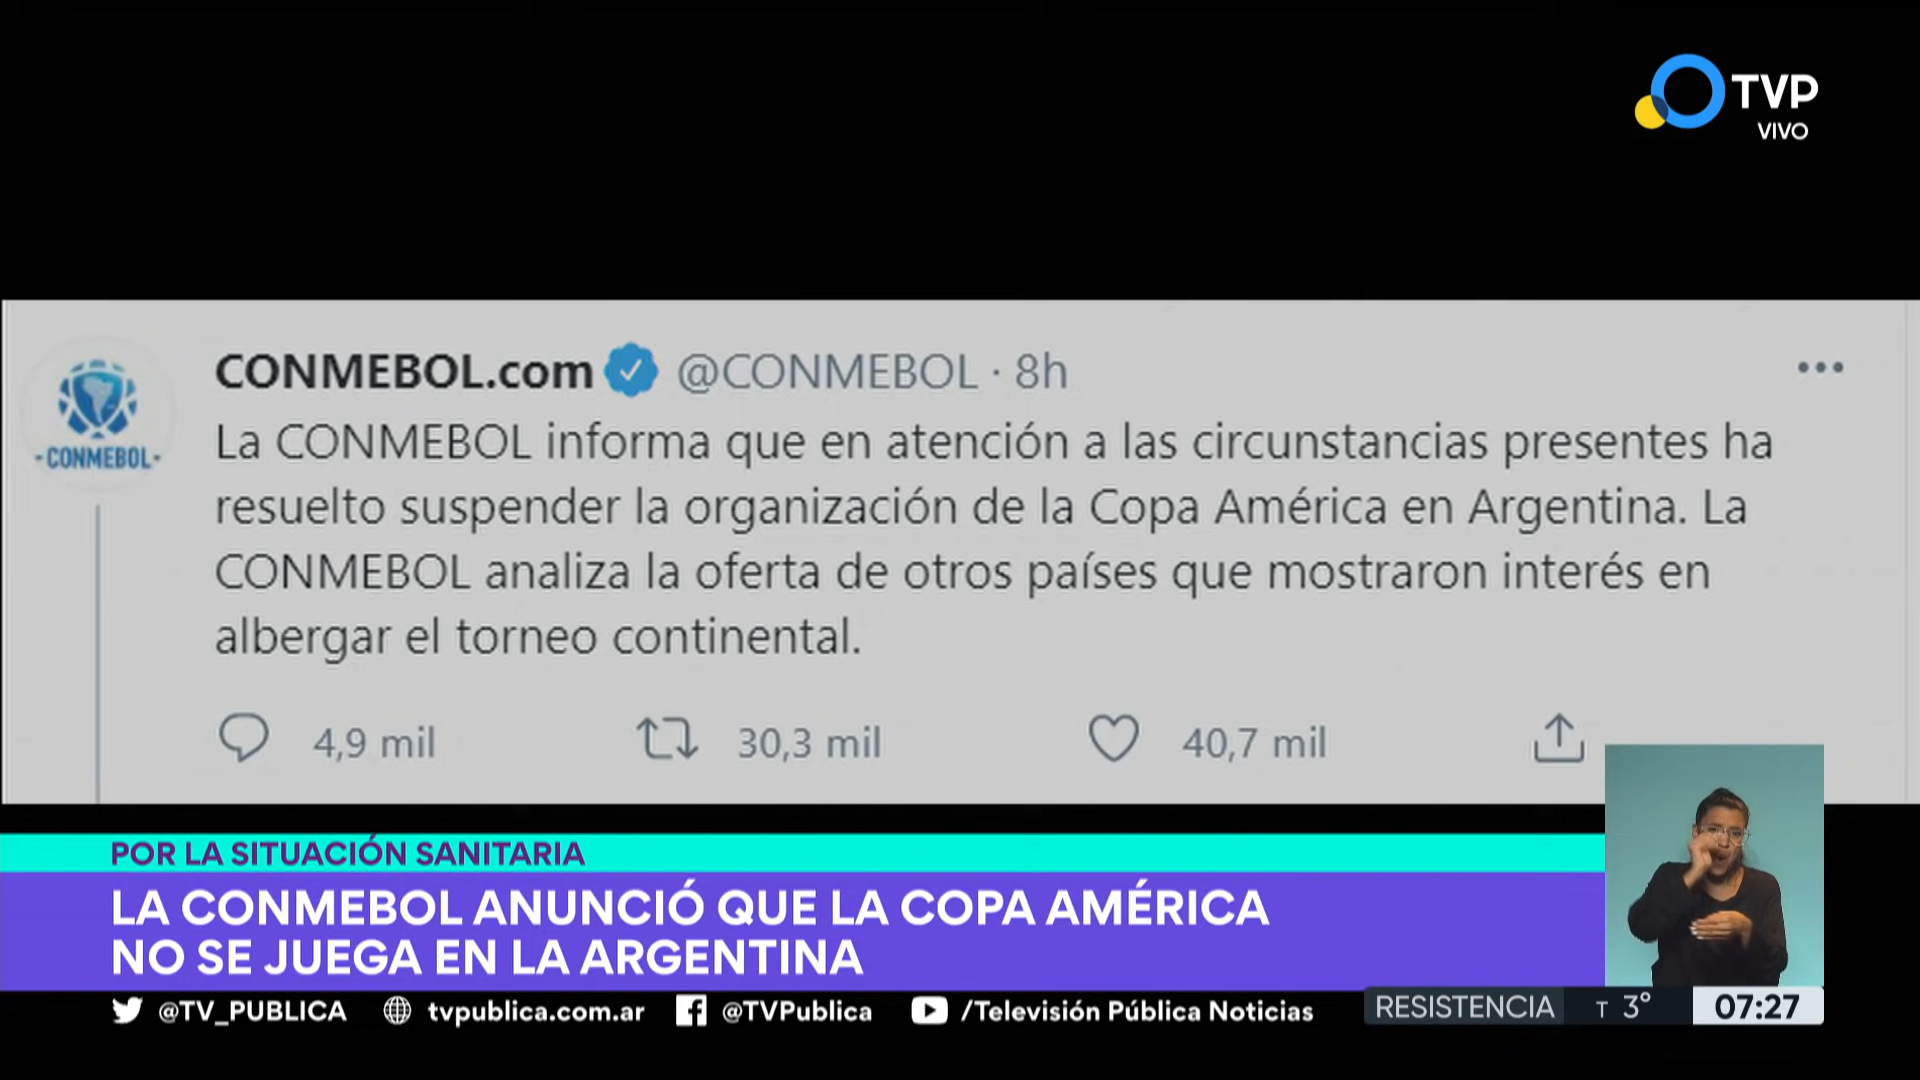 TVP
VIVO
CONMEBOL.com @CONMEBOL · 8h
-CONMEBOL-
La CONMEBOL informa que en atención a las circunstancias presentes ha
resuelto suspender la organización de la Copa América en Argentina. La
CONMEBOL analiza la oferta de otros países que mostraron interés en
albergar el torneo continental.
4,9 mil 30,3 mil 40,7 mil
POR LA SITUACIÓN SANITARIA
LA CONMEBOL ANUNCIÓ QUE LA COPA AMÉRICA
NO SE JUEGA EN LA ARGENTINA
@TV_PUBLICA tvpublica.com.ar @TVPublica /Televisión Pública Noticias RESISTENCIA T 3° 07:27